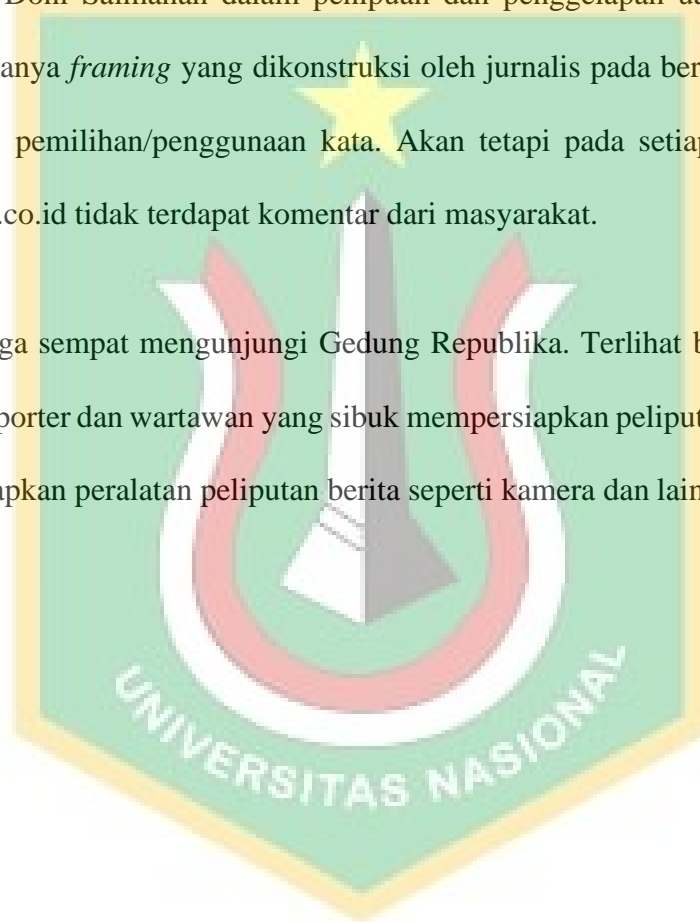 Doni Salmanan dalam penipuan dan penggelapan
anya framing yang dikonstruksi oleh jurnalis pada ber
pemilihan/penggunaan kata. Akan tetapi pada setiap
.co.id tidak terdapat komentar dari masyarakat.
ga sempat mengunjungi Gedung Republika. Terlihat b
porter dan wartawan yang sibuk mempersiapkan peliput
apkan peralatan peliputan berita seperti kamera dan lain
UNIVERSITAS NASIONAL